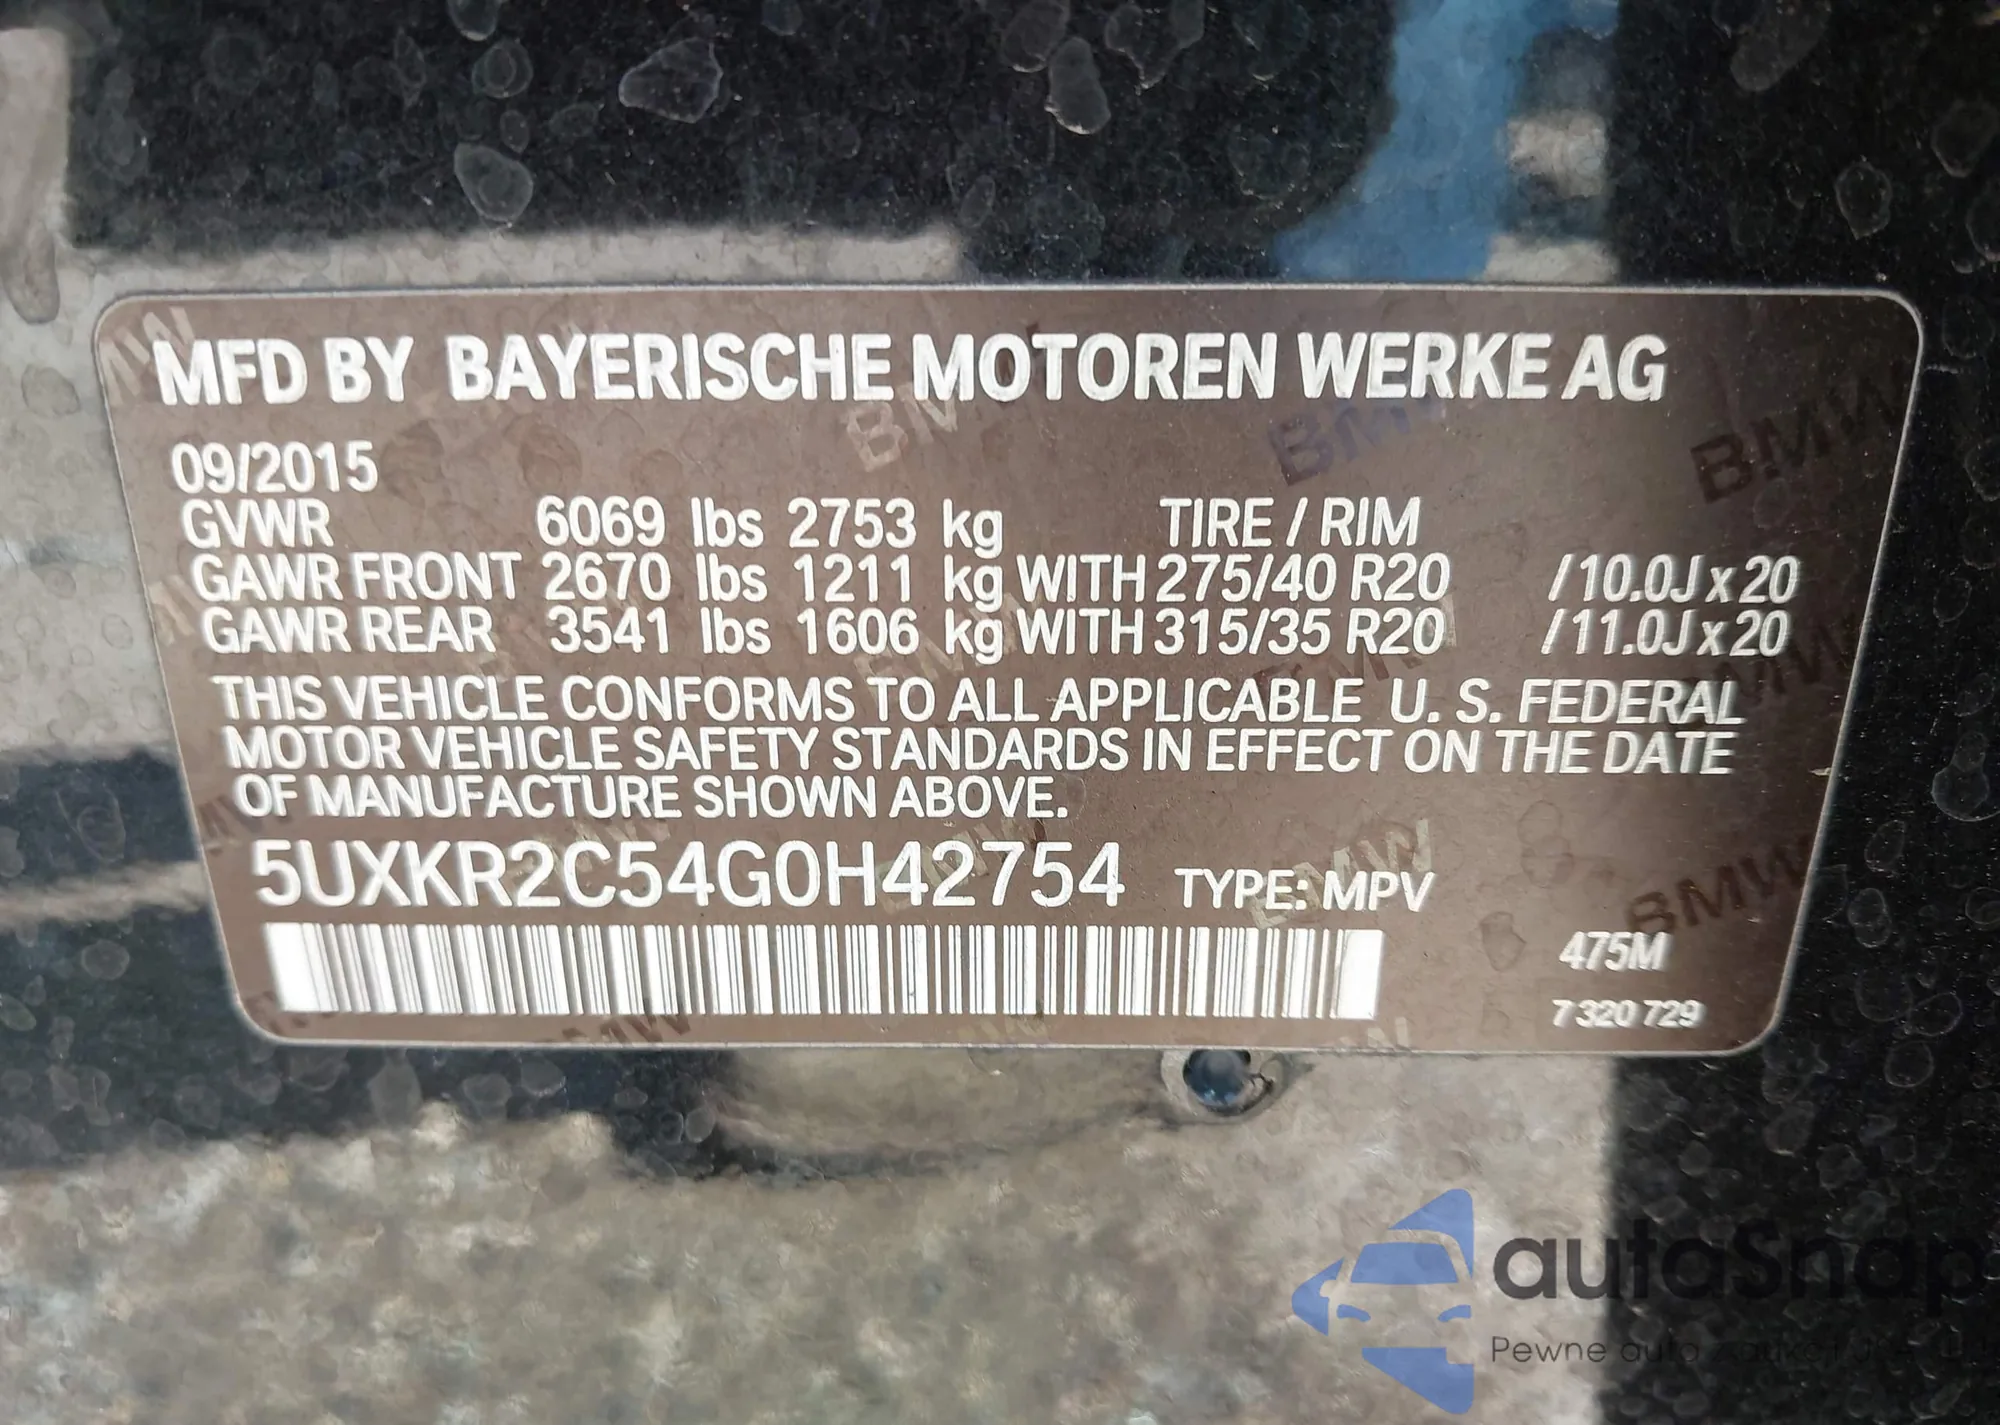 MFD BY BAYERISCHE MOTOREN WERKE AG
09/2015
GVWR 6069 lbs 2753 kg TIRE / RIM
GAWR FRONT 2670 lbs 1211 kg WITH 275/40 R20 /10.0J x 20
GAWR REAR 3541 lbs 1606 kg WITH 315/35 R20 /11.0J x 20
THIS VEHICLE CONFORMS TO ALL APPLICABLE U. S. FEDERAL
MOTOR VEHICLE SAFETY STANDARDS IN EFFECT ON THE DATE
OF MANUFACTURE SHOWN ABOVE.
5UXKR2C54G0H42754 TYPE: MPV
475M
7 320 729
autaSnap
Pewne auta